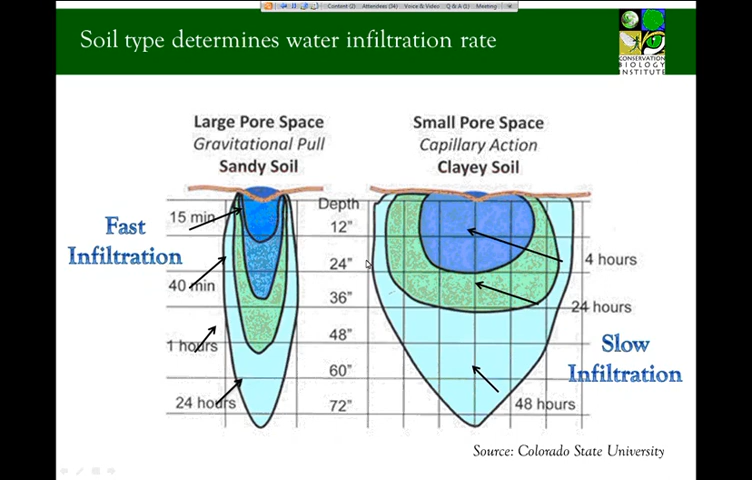 Content (2) Attendees (34) Voice & Video Q & A (1) Meeting
Soil type determines water infiltration rate
CONSERVATION
BIOLOGY
INSTITUTE
Large Pore Space
Gravitational Pull
Sandy Soil
Small Pore Space
Capillary Action
Clayey Soil
Fast
Infiltration
15 min
40 min
1 hours
24 hours
Depth
12"
24"
36"
48"
60"
72"
4 hours
24 hours
48 hours
Slow
Infiltration
Source: Colorado State University